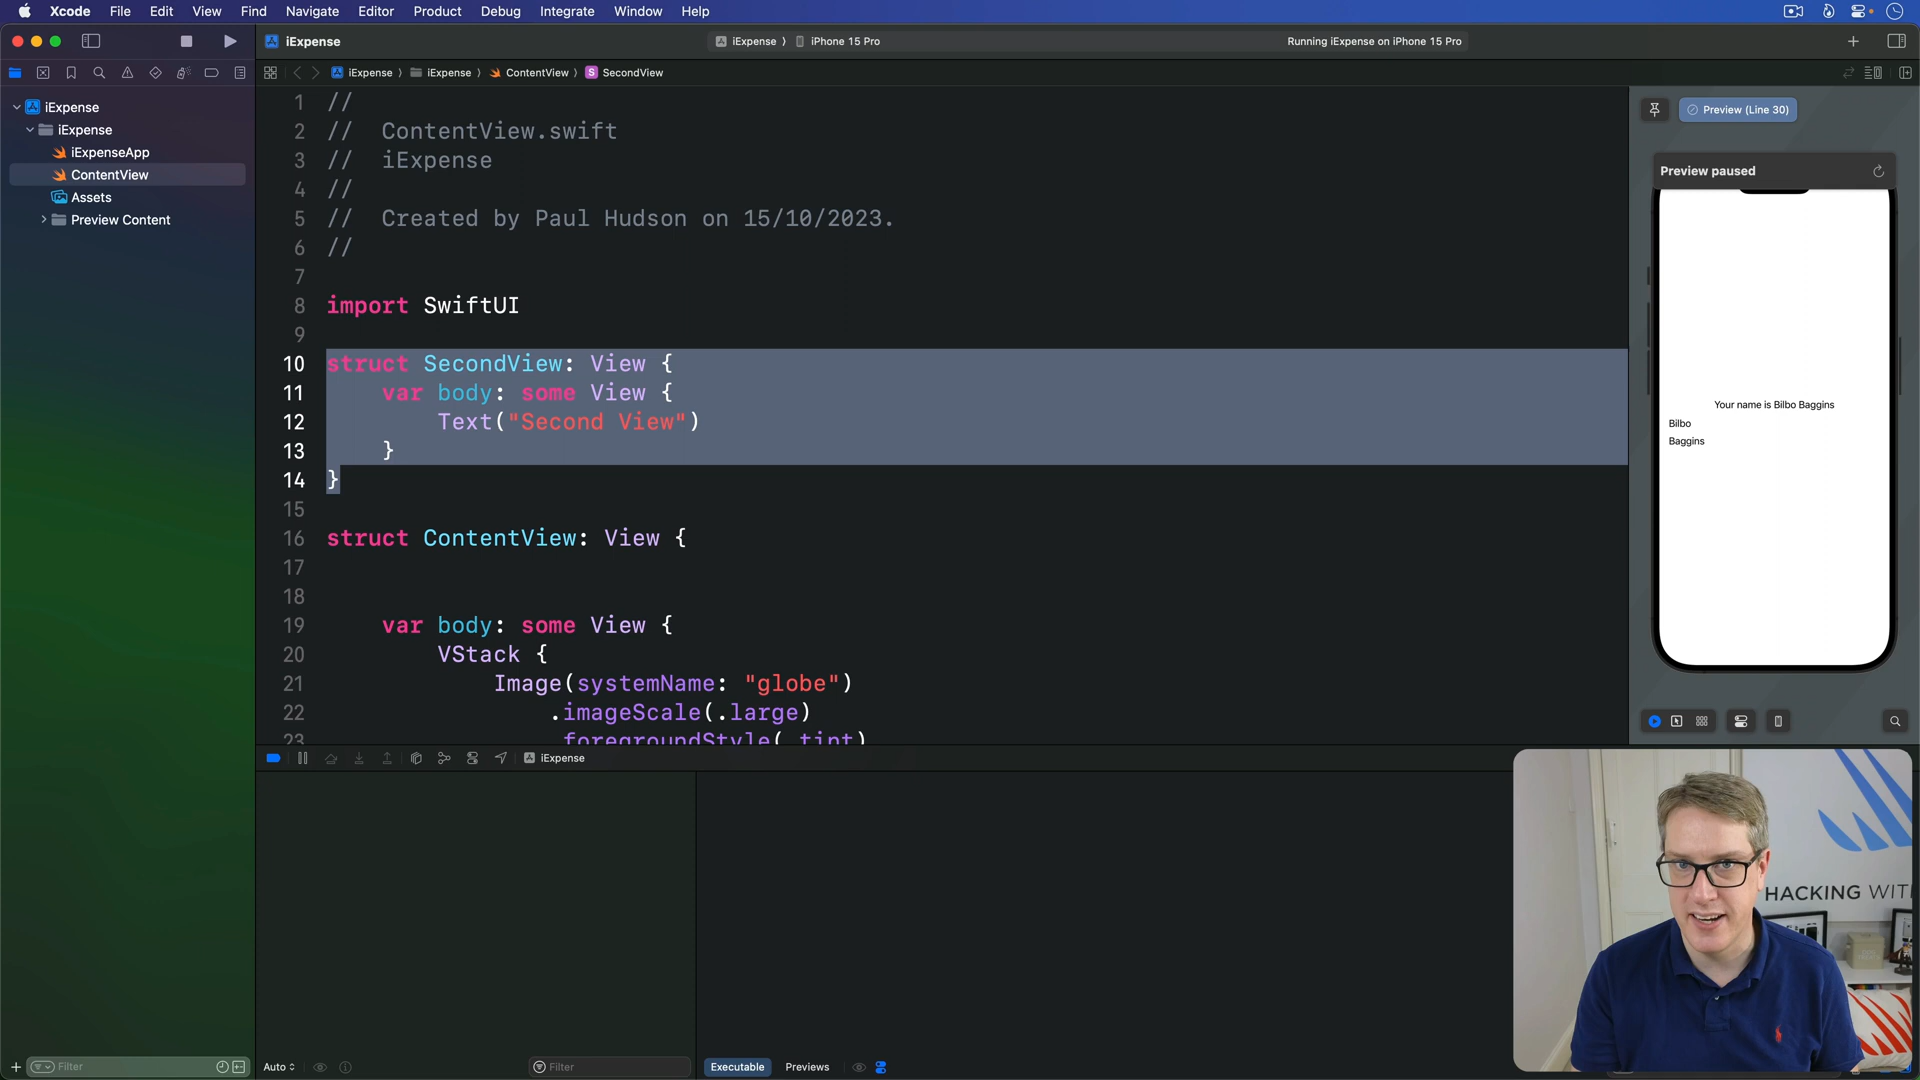 Xcode File Edit View Find Navigate Editor Product Debug Integrate Window Help
iExpense
iExpense 〉 iPhone 15 Pro
Running iExpense on iPhone 15 Pro
iExpense 〉 iExpense 〉 ContentView 〉 S SecondView
iExpense
iExpense
iExpenseApp
ContentView
Assets
Preview Content
1 //
2 //  ContentView.swift
3 //  iExpense
4 //
5 //  Created by Paul Hudson on 15/10/2023.
6 //
7
8 import SwiftUI
9
10 struct SecondView: View {
11     var body: some View {
12         Text("Second View")
13     }
14 }
15
16 struct ContentView: View {
17
18
19     var body: some View {
20         VStack {
21             Image(systemName: "globe")
22                 .imageScale(.large)
23                 .foregroundStyle(.tint)
Preview (Line 30)
Preview paused
Your name is Bilbo Baggins
Bilbo
Baggins
iExpense
HACKING WIT
Filter
Auto
Filter
Executable Previews